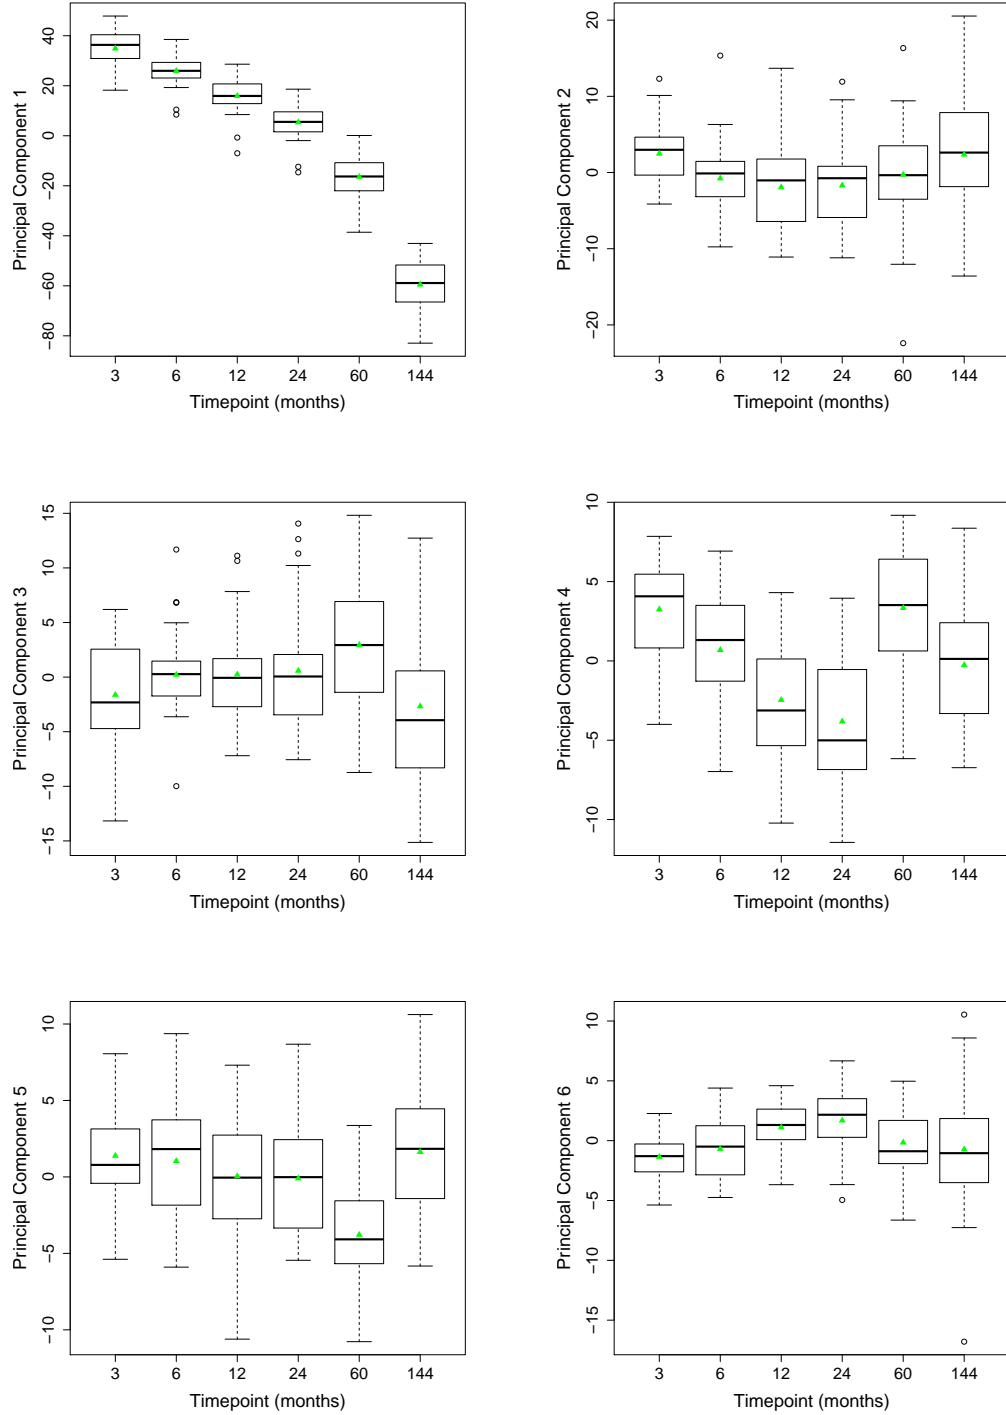 Principal Component 1
40
20
0
−20
−40
−60
−80
3 6 12 24 60 144
Timepoint (months)
Principal Component 2
20
10
0
−10
−20
3 6 12 24 60 144
Timepoint (months)
Principal Component 3
15
10
5
0
−5
−10
−15
3 6 12 24 60 144
Timepoint (months)
Principal Component 4
10
5
0
−5
−10
3 6 12 24 60 144
Timepoint (months)
Principal Component 5
10
5
0
−5
−10
3 6 12 24 60 144
Timepoint (months)
Principal Component 6
10
5
0
−5
−10
−15
3 6 12 24 60 144
Timepoint (months)